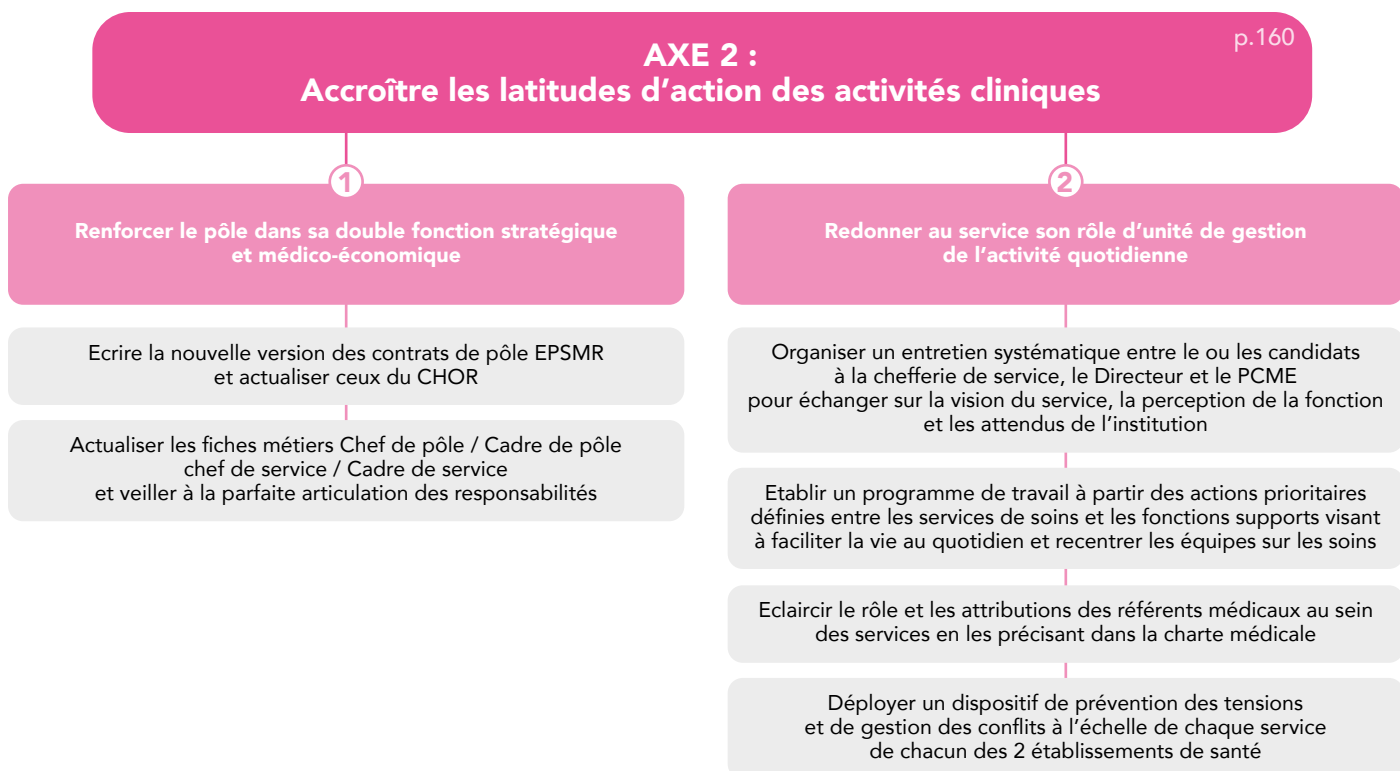 p.160
AXE 2 :
Accroître les latitudes d'action des activités cliniques
1
Renforcer le pôle dans sa double fonction stratégique
et médico-économique
Ecrire la nouvelle version des contrats de pôle EPSMR
et actualiser ceux du CHOR
Actualiser les fiches métiers Chef de pôle / Cadre de pôle
chef de service / Cadre de service
et veiller à la parfaite articulation des responsabilités
2
Redonner au service son rôle d'unité de gestion
de l'activité quotidienne
Organiser un entretien systématique entre le ou les candidats
à la chefferie de service, le Directeur et le PCME
pour échanger sur la vision du service, la perception de la fonction
et les attendus de l'institution
Etablir un programme de travail à partir des actions prioritaires
définies entre les services de soins et les fonctions supports visant
à faciliter la vie au quotidien et recentrer les équipes sur les soins
Eclaircir le rôle et les attributions des référents médicaux au sein
des services en les précisant dans la charte médicale
Déployer un dispositif de prévention des tensions
et de gestion des conflits à l'échelle de chaque service
de chacun des 2 établissements de santé